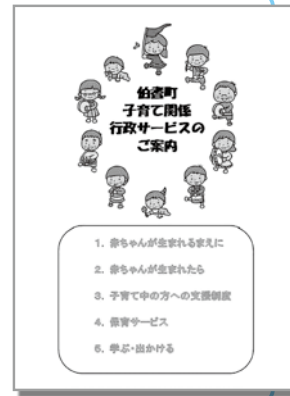 伯耆町
子育て関係
行政サービスの
ご案内
1. 赤ちゃんが生まれるまえに
2. 赤ちゃんが生まれたら
3. 子育て中の方への支援制度
4. 保育サービス
5. 学ぶ・出かける